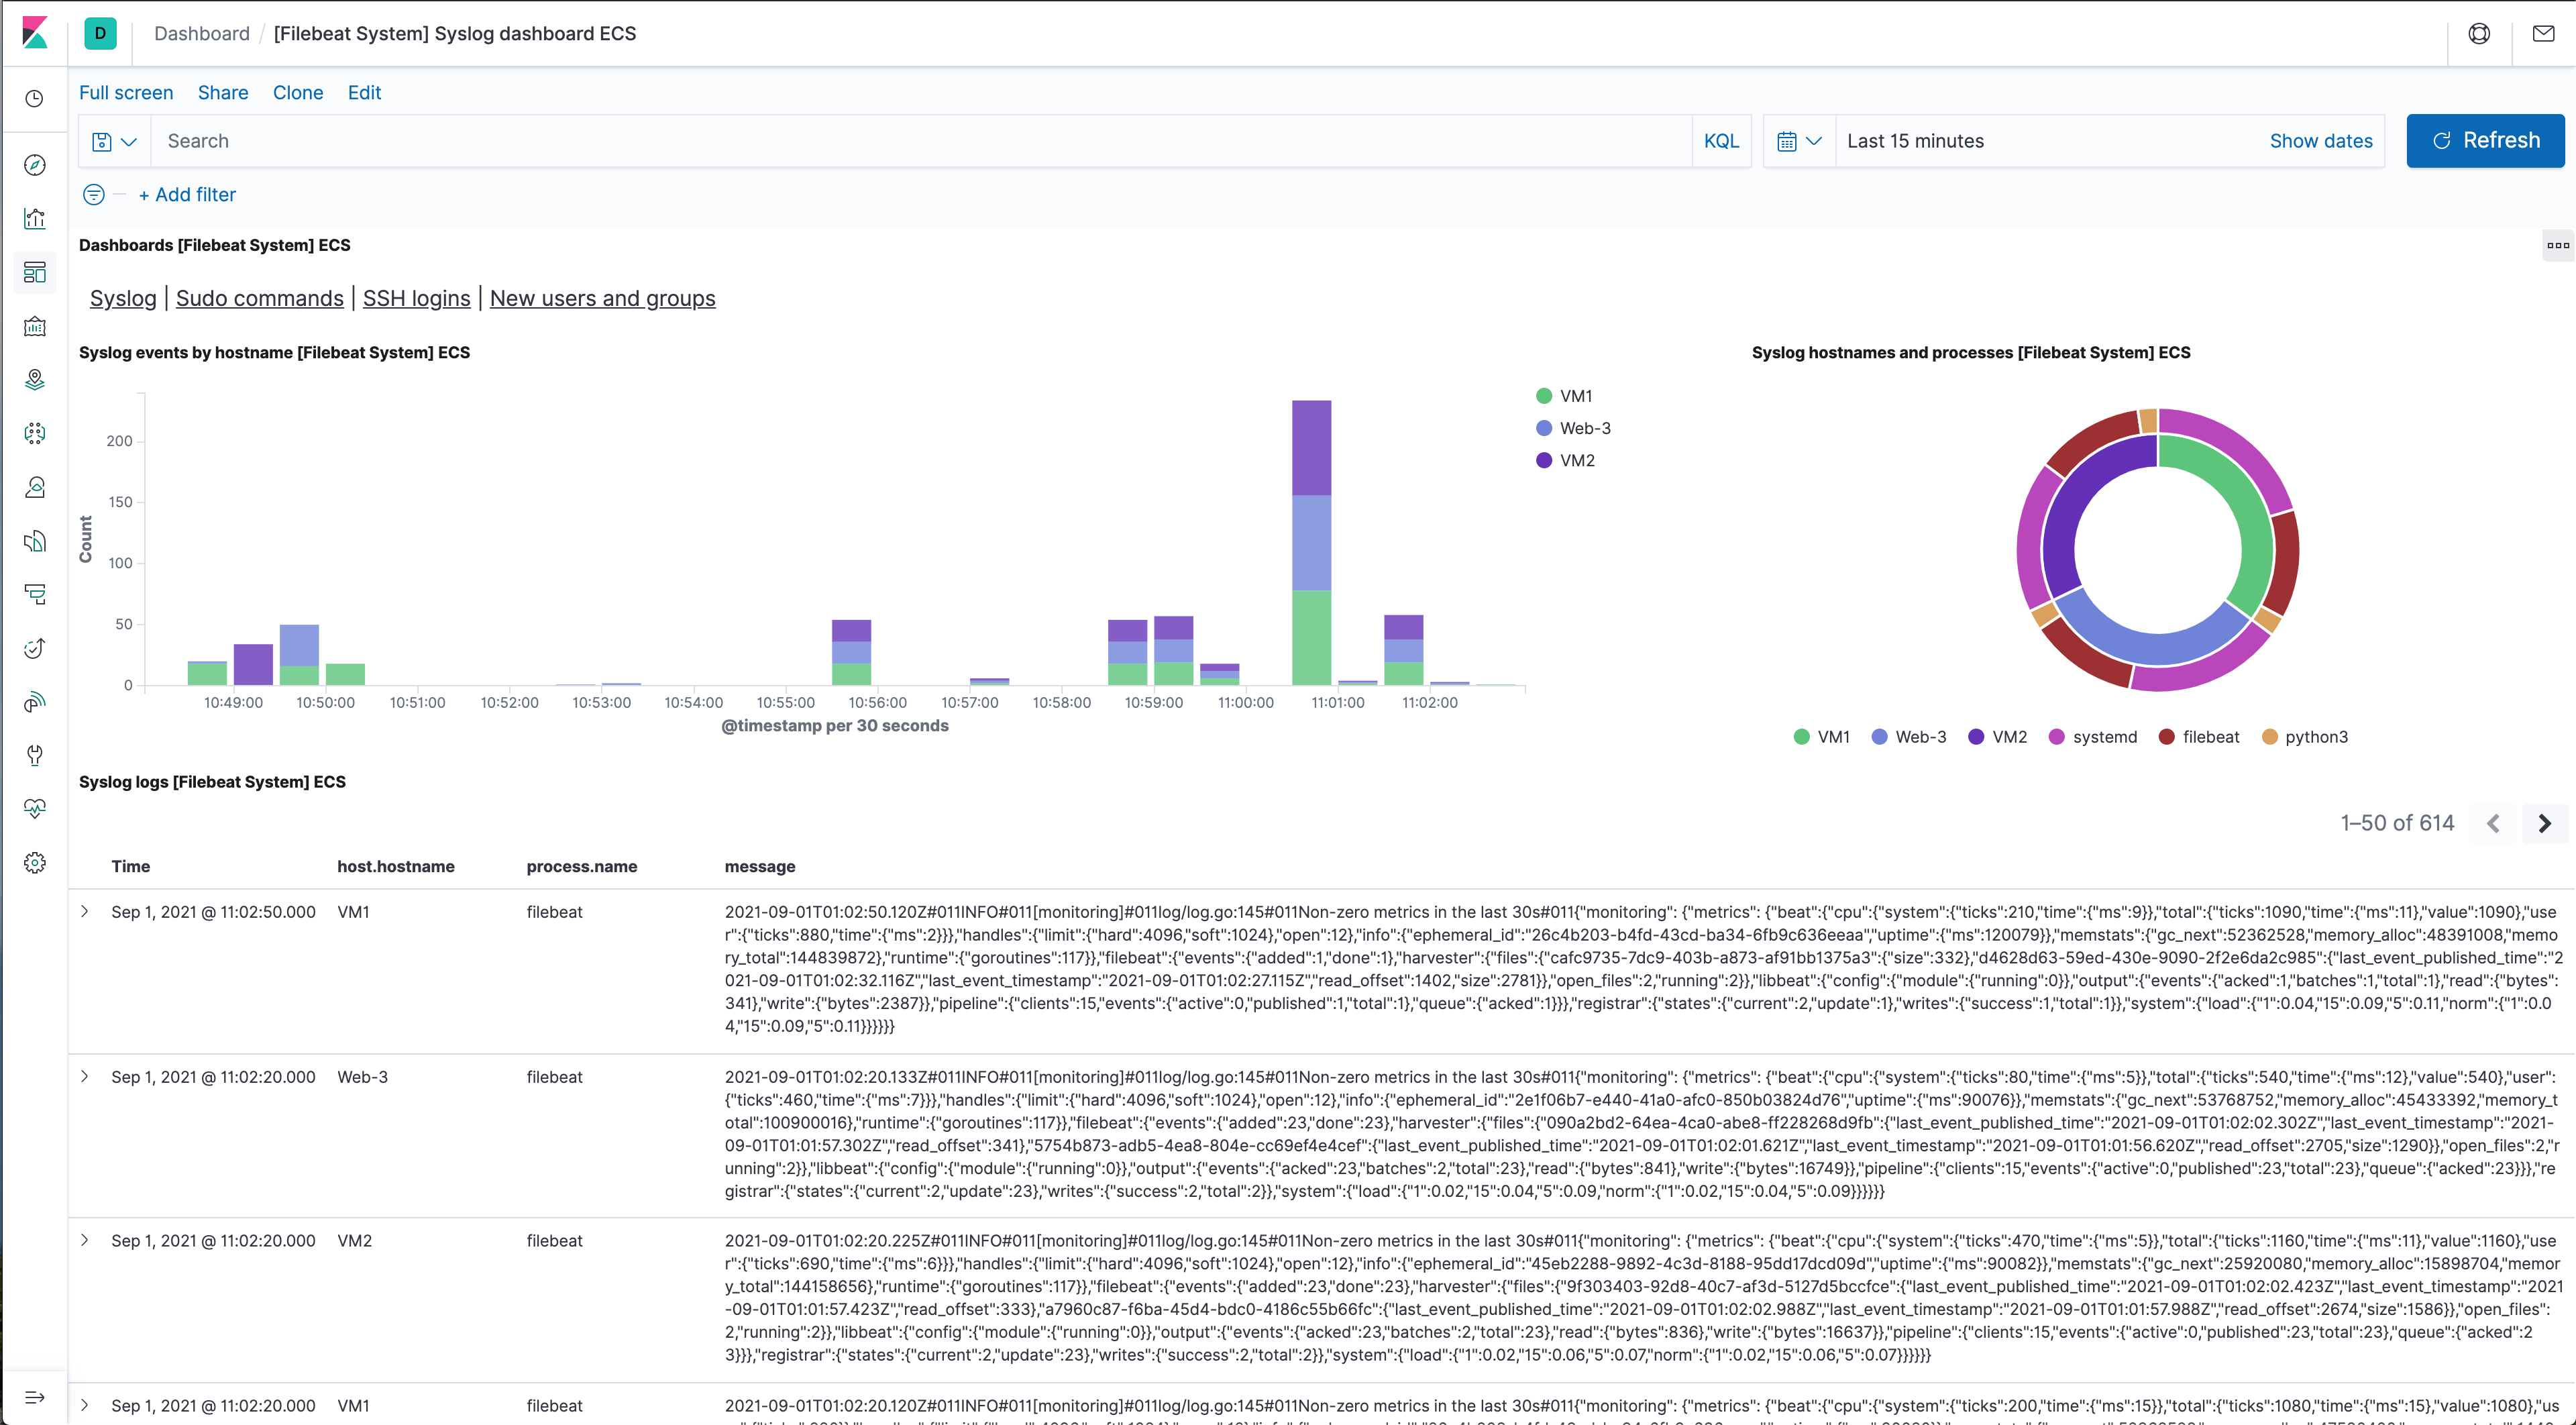 D Dashboard / [Filebeat System] Syslog dashboard ECS
Full screen Share Clone Edit
Search KQL Last 15 minutes Show dates Refresh
+ Add filter
Dashboards [Filebeat System] ECS
Syslog | Sudo commands | SSH logins | New users and groups
Syslog events by hostname [Filebeat System] ECS
Count
200
150
100
50
0
10:49:00 10:50:00 10:51:00 10:52:00 10:53:00 10:54:00 10:55:00 10:56:00 10:57:00 10:58:00 10:59:00 11:00:00 11:01:00 11:02:00
@timestamp per 30 seconds
VM1
Web-3
VM2
Syslog hostnames and processes [Filebeat System] ECS
VM1 Web-3 VM2 systemd filebeat python3
Syslog logs [Filebeat System] ECS
1–50 of 614
Time host.hostname process.name message
Sep 1, 2021 @ 11:02:50.000 VM1 filebeat 2021-09-01T01:02:50.120Z#011INFO#011[monitoring]#011log/log.go:145#011Non-zero metrics in the last 30s#011{"monitoring": {"metrics": {"beat":{"cpu":{"system":{"ticks":210,"time":{"ms":9}},"total":{"ticks":1090,"time":{"ms":11},"value":1090},"use
r":{"ticks":880,"time":{"ms":2}}},"handles":{"limit":{"hard":4096,"soft":1024},"open":12},"info":{"ephemeral_id":"26c4b203-b4fd-43cd-ba34-6fb9c636eeaa","uptime":{"ms":120079}},"memstats":{"gc_next":52362528,"memory_alloc":48391008,"memo
ry_total":144839872},"runtime":{"goroutines":117}},"filebeat":{"events":{"added":1,"done":1},"harvester":{"files":{"cafc9735-7dc9-403b-a873-af91bb1375a3":{"size":332},"d4628d63-59ed-430e-9090-2f2e6da2c985":{"last_event_published_time":"2
021-09-01T01:02:32.116Z","last_event_timestamp":"2021-09-01T01:02:27.115Z","read_offset":1402,"size":2781}},"open_files":2,"running":2}},"libbeat":{"config":{"module":{"running":0}},"output":{"events":{"acked":1,"batches":1,"total":1},"read":{"bytes":
341},"write":{"bytes":2387}},"pipeline":{"clients":15,"events":{"active":0,"published":1,"total":1},"queue":{"acked":1}}},"registrar":{"states":{"current":2,"update":1},"writes":{"success":1,"total":1}},"system":{"load":{"1":0.04,"15":0.09,"5":0.11,"norm":{"1":0.0
4,"15":0.09,"5":0.11}}}}}}
Sep 1, 2021 @ 11:02:20.000 Web-3 filebeat 2021-09-01T01:02:20.133Z#011INFO#011[monitoring]#011log/log.go:145#011Non-zero metrics in the last 30s#011{"monitoring": {"metrics": {"beat":{"cpu":{"system":{"ticks":80,"time":{"ms":5}},"total":{"ticks":540,"time":{"ms":12},"value":540},"user":
{"ticks":460,"time":{"ms":7}}},"handles":{"limit":{"hard":4096,"soft":1024},"open":12},"info":{"ephemeral_id":"2e1f06b7-e440-41a0-afc0-850b03824d76","uptime":{"ms":90076}},"memstats":{"gc_next":53768752,"memory_alloc":45433392,"memory_t
otal":100900016},"runtime":{"goroutines":117}},"filebeat":{"events":{"added":23,"done":23},"harvester":{"files":{"090a2bd2-64ea-4ca0-abe8-ff228268d9fb":{"last_event_published_time":"2021-09-01T01:02:02.302Z","last_event_timestamp":"2021-
09-01T01:01:57.302Z","read_offset":341},"5754b873-adb5-4ea8-804e-cc69ef4e4cef":{"last_event_published_time":"2021-09-01T01:02:01.621Z","last_event_timestamp":"2021-09-01T01:01:56.620Z","read_offset":2705,"size":1290}},"open_files":2,"r
unning":2}},"libbeat":{"config":{"module":{"running":0}},"output":{"events":{"acked":23,"batches":2,"total":23},"read":{"bytes":841},"write":{"bytes":16749}},"pipeline":{"clients":15,"events":{"active":0,"published":23,"total":23},"queue":{"acked":23}}},"re
gistrar":{"states":{"current":2,"update":23},"writes":{"success":2,"total":2}},"system":{"load":{"1":0.02,"15":0.04,"5":0.09,"norm":{"1":0.02,"15":0.04,"5":0.09}}}}}}
Sep 1, 2021 @ 11:02:20.000 VM2 filebeat 2021-09-01T01:02:20.225Z#011INFO#011[monitoring]#011log/log.go:145#011Non-zero metrics in the last 30s#011{"monitoring": {"metrics": {"beat":{"cpu":{"system":{"ticks":470,"time":{"ms":5}},"total":{"ticks":1160,"time":{"ms":11},"value":1160},"use
r":{"ticks":690,"time":{"ms":6}}},"handles":{"limit":{"hard":4096,"soft":1024},"open":12},"info":{"ephemeral_id":"45eb2288-9892-4c3d-8188-95dd17dcd09d","uptime":{"ms":90082}},"memstats":{"gc_next":25920080,"memory_alloc":15898704,"memor
y_total":144158656},"runtime":{"goroutines":117}},"filebeat":{"events":{"added":23,"done":23},"harvester":{"files":{"9f303403-92d8-40c7-af3d-5127d5bccfce":{"last_event_published_time":"2021-09-01T01:02:02.423Z","last_event_timestamp":"2021
-09-01T01:01:57.423Z","read_offset":333},"a7960c87-f6ba-45d4-bdc0-4186c55b66fc":{"last_event_published_time":"2021-09-01T01:02:02.988Z","last_event_timestamp":"2021-09-01T01:01:57.988Z","read_offset":2674,"size":1586}},"open_files":
2,"running":2}},"libbeat":{"config":{"module":{"running":0}},"output":{"events":{"acked":23,"batches":2,"total":23},"read":{"bytes":836},"write":{"bytes":16637}},"pipeline":{"clients":15,"events":{"active":0,"published":23,"total":23},"queue":{"acked":2
3}}},"registrar":{"states":{"current":2,"update":23},"writes":{"success":2,"total":2}},"system":{"load":{"1":0.02,"15":0.06,"5":0.07,"norm":{"1":0.02,"15":0.06,"5":0.07}}}}}}
Sep 1, 2021 @ 11:02:20.000 VM1 filebeat 2021-09-01T01:02:20.120Z#011INFO#011[monitoring]#011log/log.go:145#011Non-zero metrics in the last 30s#011{"monitoring": {"metrics": {"beat":{"cpu":{"system":{"ticks":200,"time":{"ms":15}},"total":{"ticks":1080,"time":{"ms":15},"value":1080},"us